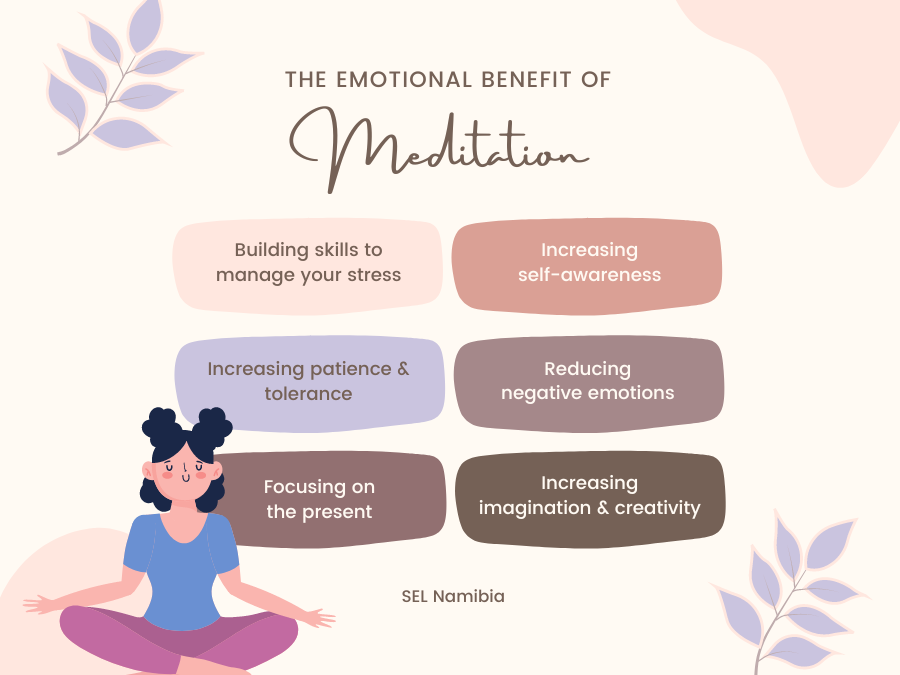 THE EMOTIONAL BENEFIT OF
Meditation
Building skills to
manage your stress
Increasing
self-awareness
Increasing patience &
tolerance
Reducing
negative emotions
Focusing on
the present
Increasing
imagination & creativity
SEL Namibia